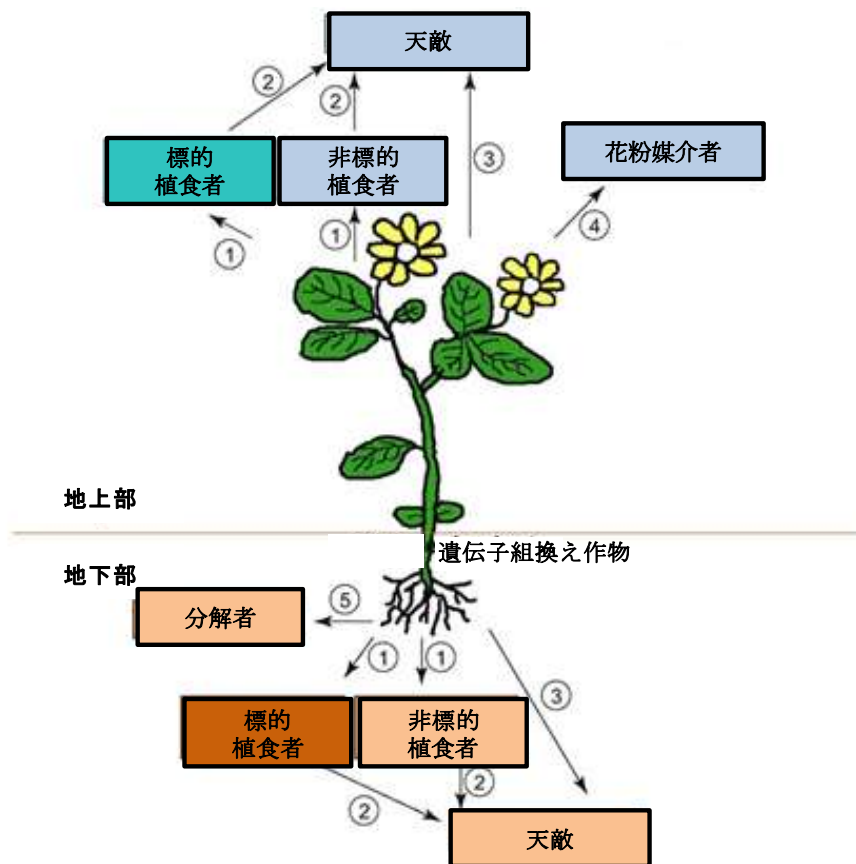 天敵
②
②
標的
植食者
非標的
植食者
③
花粉媒介者
①
①
④
地上部
遺伝子組換え作物
地下部
分解者
⑤
①
①
③
標的
植食者
非標的
植食者
②
②
天敵